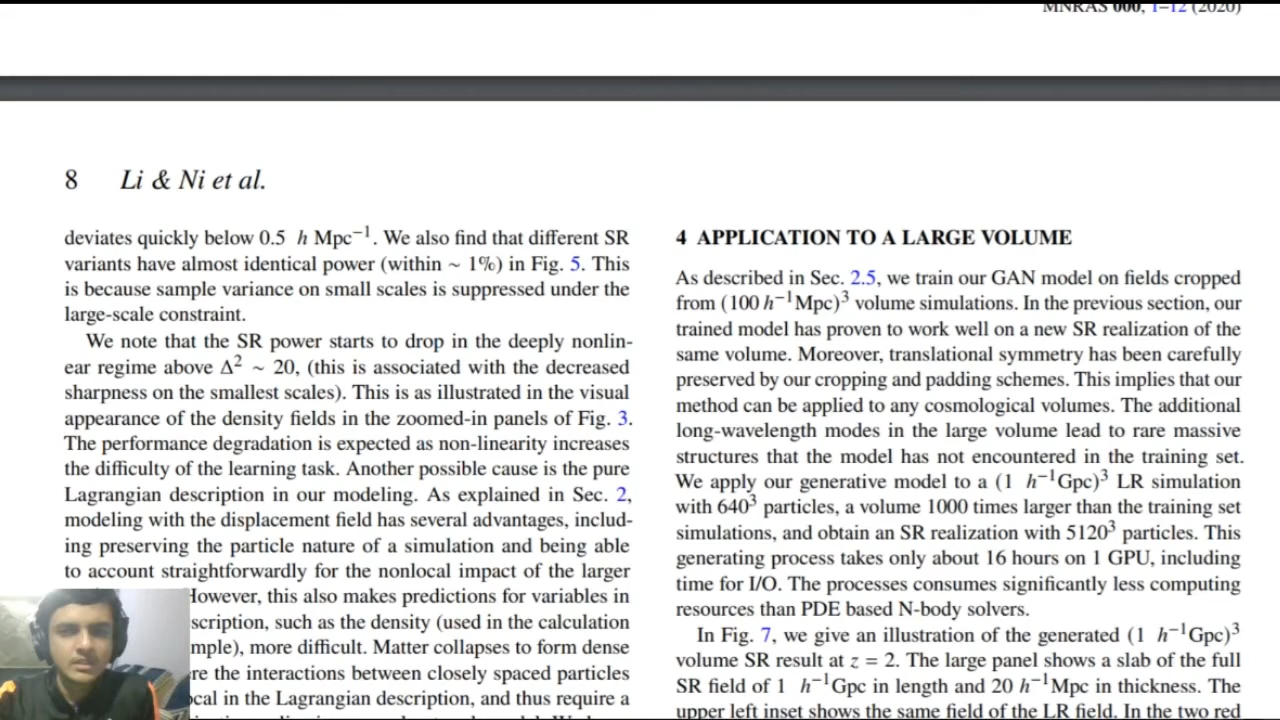 MNRAS 000, 1–12 (2020)
8 Li & Ni et al.
deviates quickly below 0.5 h Mpc⁻¹. We also find that different SR
variants have almost identical power (within ~ 1%) in Fig. 5. This
is because sample variance on small scales is suppressed under the
large-scale constraint.
We note that the SR power starts to drop in the deeply nonlin-
ear regime above Δ² ~ 20, (this is associated with the decreased
sharpness on the smallest scales). This is as illustrated in the visual
appearance of the density fields in the zoomed-in panels of Fig. 3.
The performance degradation is expected as non-linearity increases
the difficulty of the learning task. Another possible cause is the pure
Lagrangian description in our modeling. As explained in Sec. 2,
modeling with the displacement field has several advantages, includ-
ing preserving the particle nature of a simulation and being able
to account straightforwardly for the nonlocal impact of the larger
However, this also makes predictions for variables in
scription, such as the density (used in the calculation
mple), more difficult. Matter collapses to form dense
re the interactions between closely spaced particles
ocal in the Lagrangian description, and thus require a
4 APPLICATION TO A LARGE VOLUME
As described in Sec. 2.5, we train our GAN model on fields cropped
from (100 h⁻¹Mpc)³ volume simulations. In the previous section, our
trained model has proven to work well on a new SR realization of the
same volume. Moreover, translational symmetry has been carefully
preserved by our cropping and padding schemes. This implies that our
method can be applied to any cosmological volumes. The additional
long-wavelength modes in the large volume lead to rare massive
structures that the model has not encountered in the training set.
We apply our generative model to a (1 h⁻¹Gpc)³ LR simulation
with 640³ particles, a volume 1000 times larger than the training set
simulations, and obtain an SR realization with 5120³ particles. This
generating process takes only about 16 hours on 1 GPU, including
time for I/O. The processes consumes significantly less computing
resources than PDE based N-body solvers.
In Fig. 7, we give an illustration of the generated (1 h⁻¹Gpc)³
volume SR result at z = 2. The large panel shows a slab of the full
SR field of 1 h⁻¹Gpc in length and 20 h⁻¹Mpc in thickness. The
upper left inset shows the same field of the LR field. In the two red